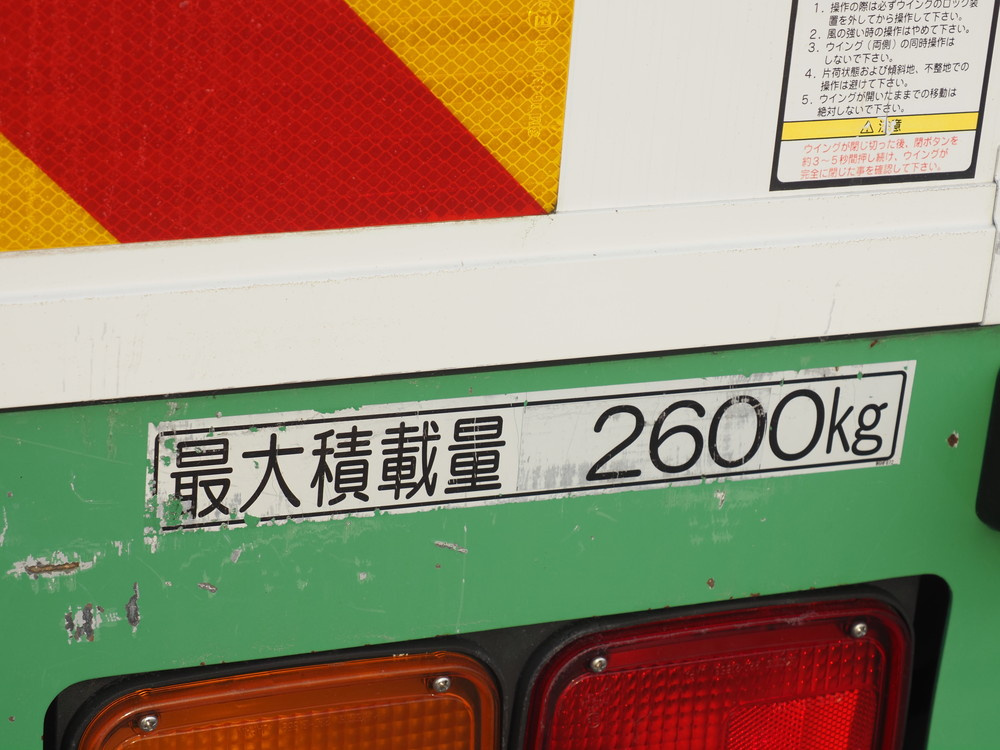 1. 操作の際は必ずウイングのロック装
置を外してから操作して下さい。
2. 風の強い時の操作はやめて下さい。
3. ウイング(両側)の同時操作は
しないで下さい。
4. 片荷状態および傾斜地、不整地での
操作は避けて下さい。
5. ウイングが開いたままでの移動は
絶対しないで下さい。
⚠ 注意
ウイングが閉じ切った後、閉ボタンを
約3〜5秒間押し続け、ウイングが
完全に閉じた事を確認して下さい。
最大積載量 2600kg